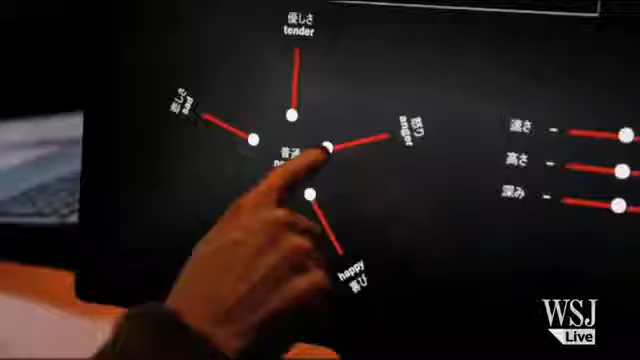 優しさ
tender
悲しさ
sad
怒り
anger
普通
happy
喜び
速さ
高さ
深み
WSJ
Live